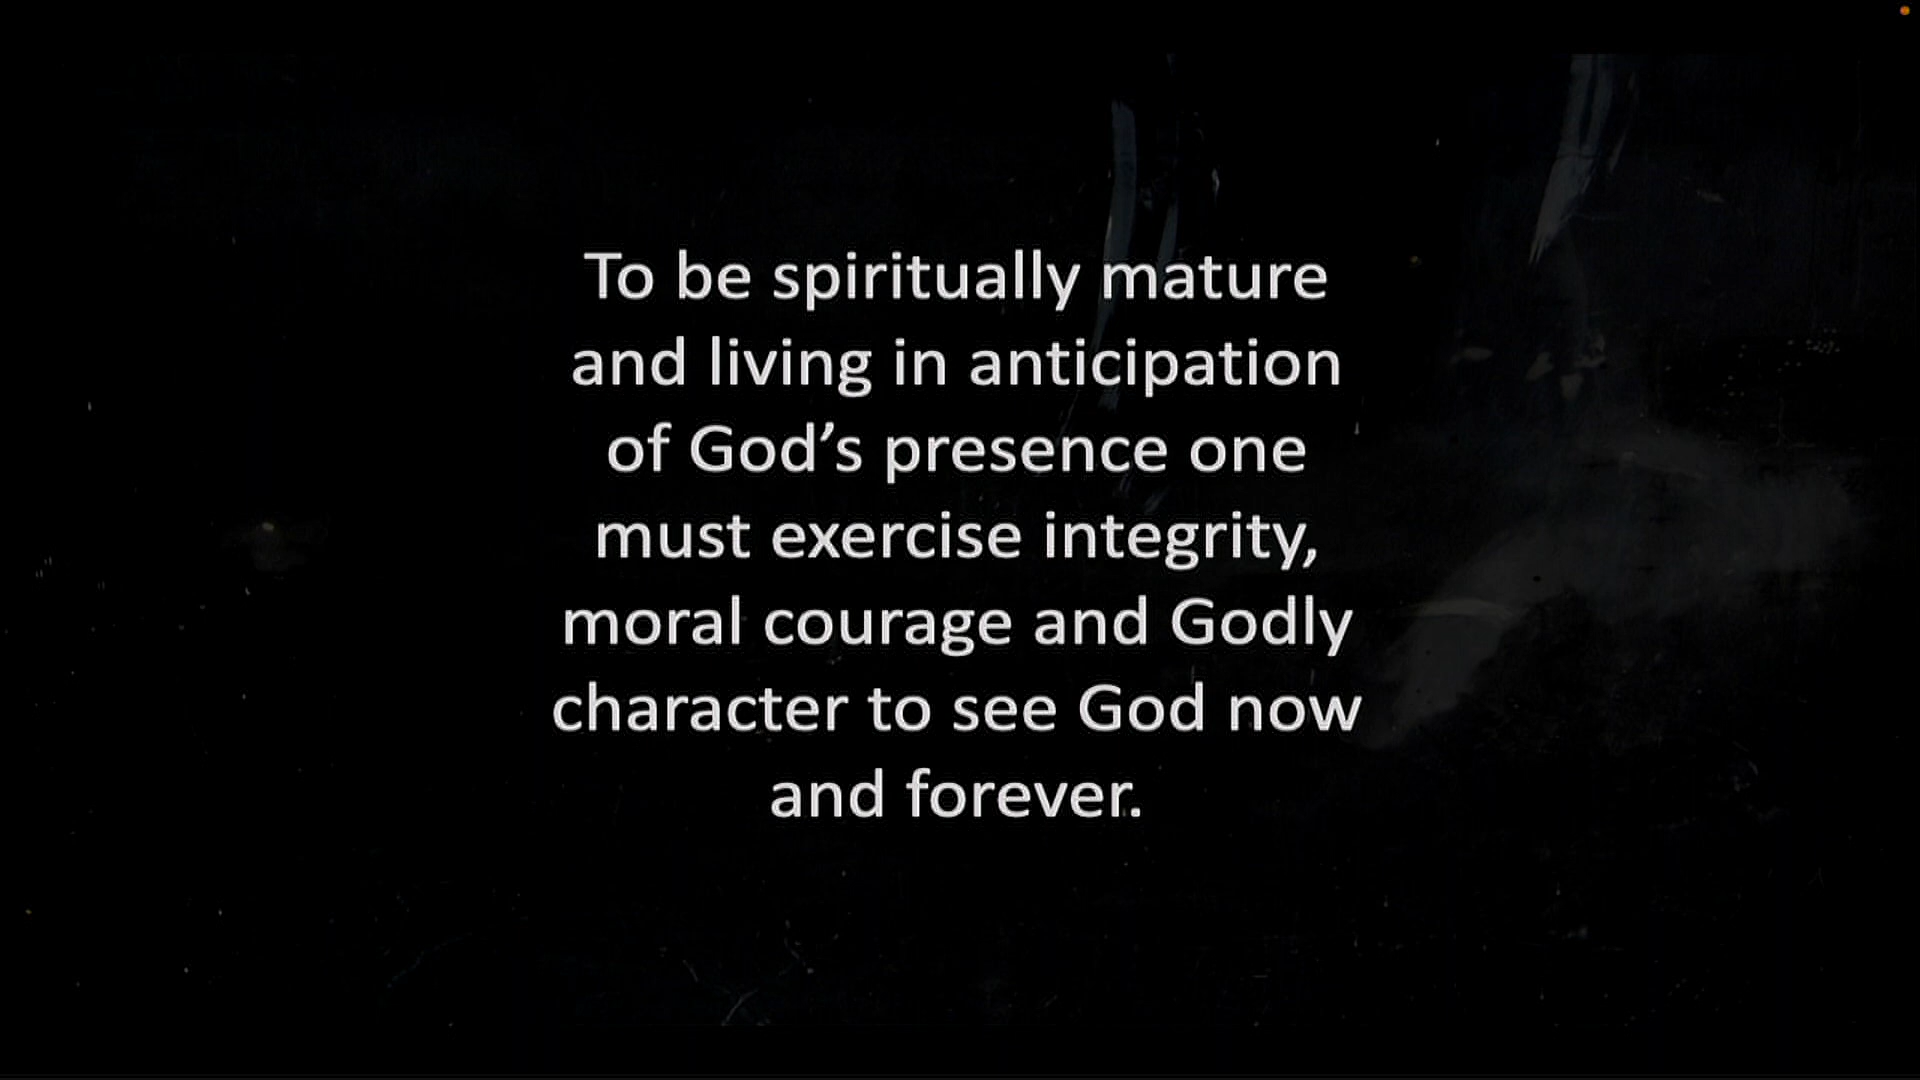 To be spiritually mature
and living in anticipation
of God’s presence one
must exercise integrity,
moral courage and Godly
character to see God now
and forever.